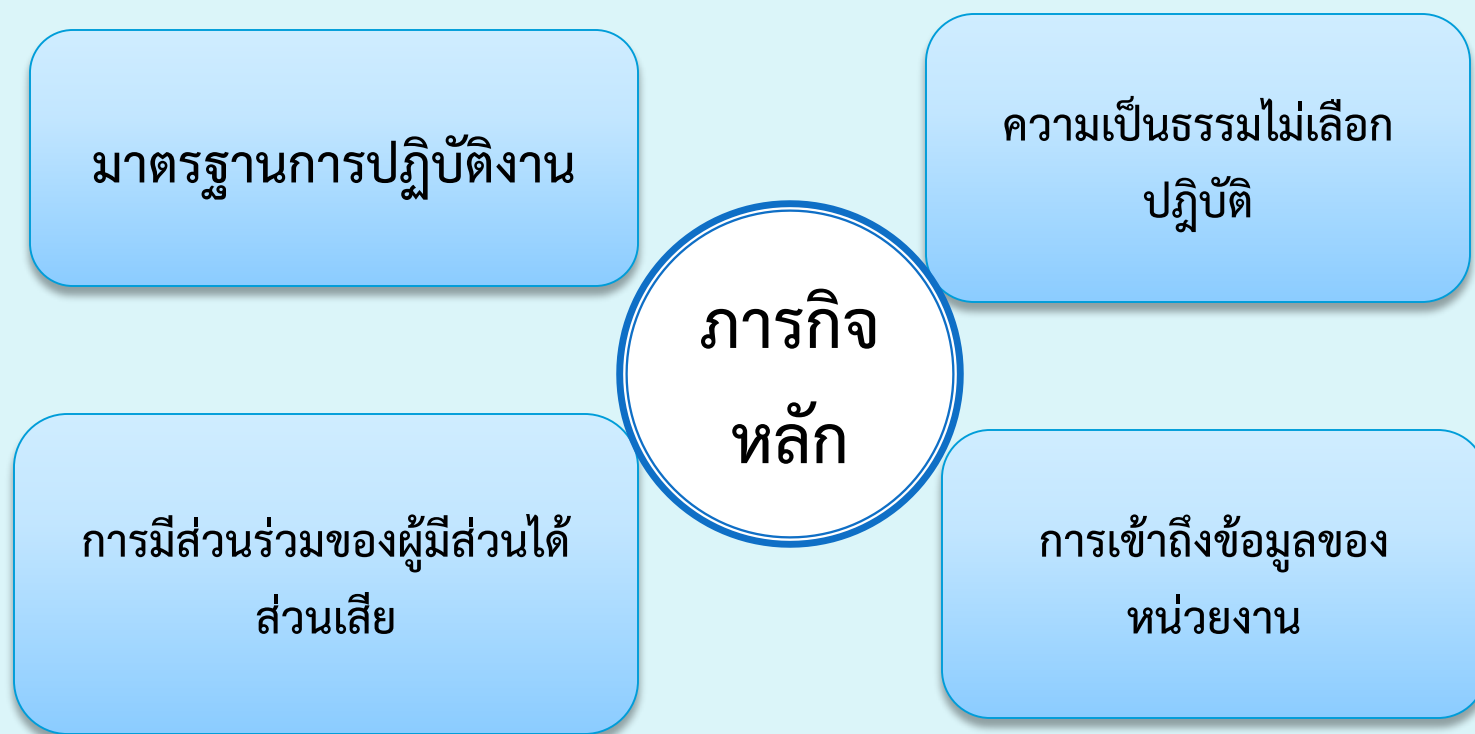 มาตรฐานการปฏิบัติงาน
ความเป็นธรรมไม่เลือก
ปฎิบัติ
ภารกิจ
หลัก
การมีส่วนร่วมของผู้มีส่วนได้
ส่วนเสีย
การเข้าถึงข้อมูลของ
หน่วยงาน